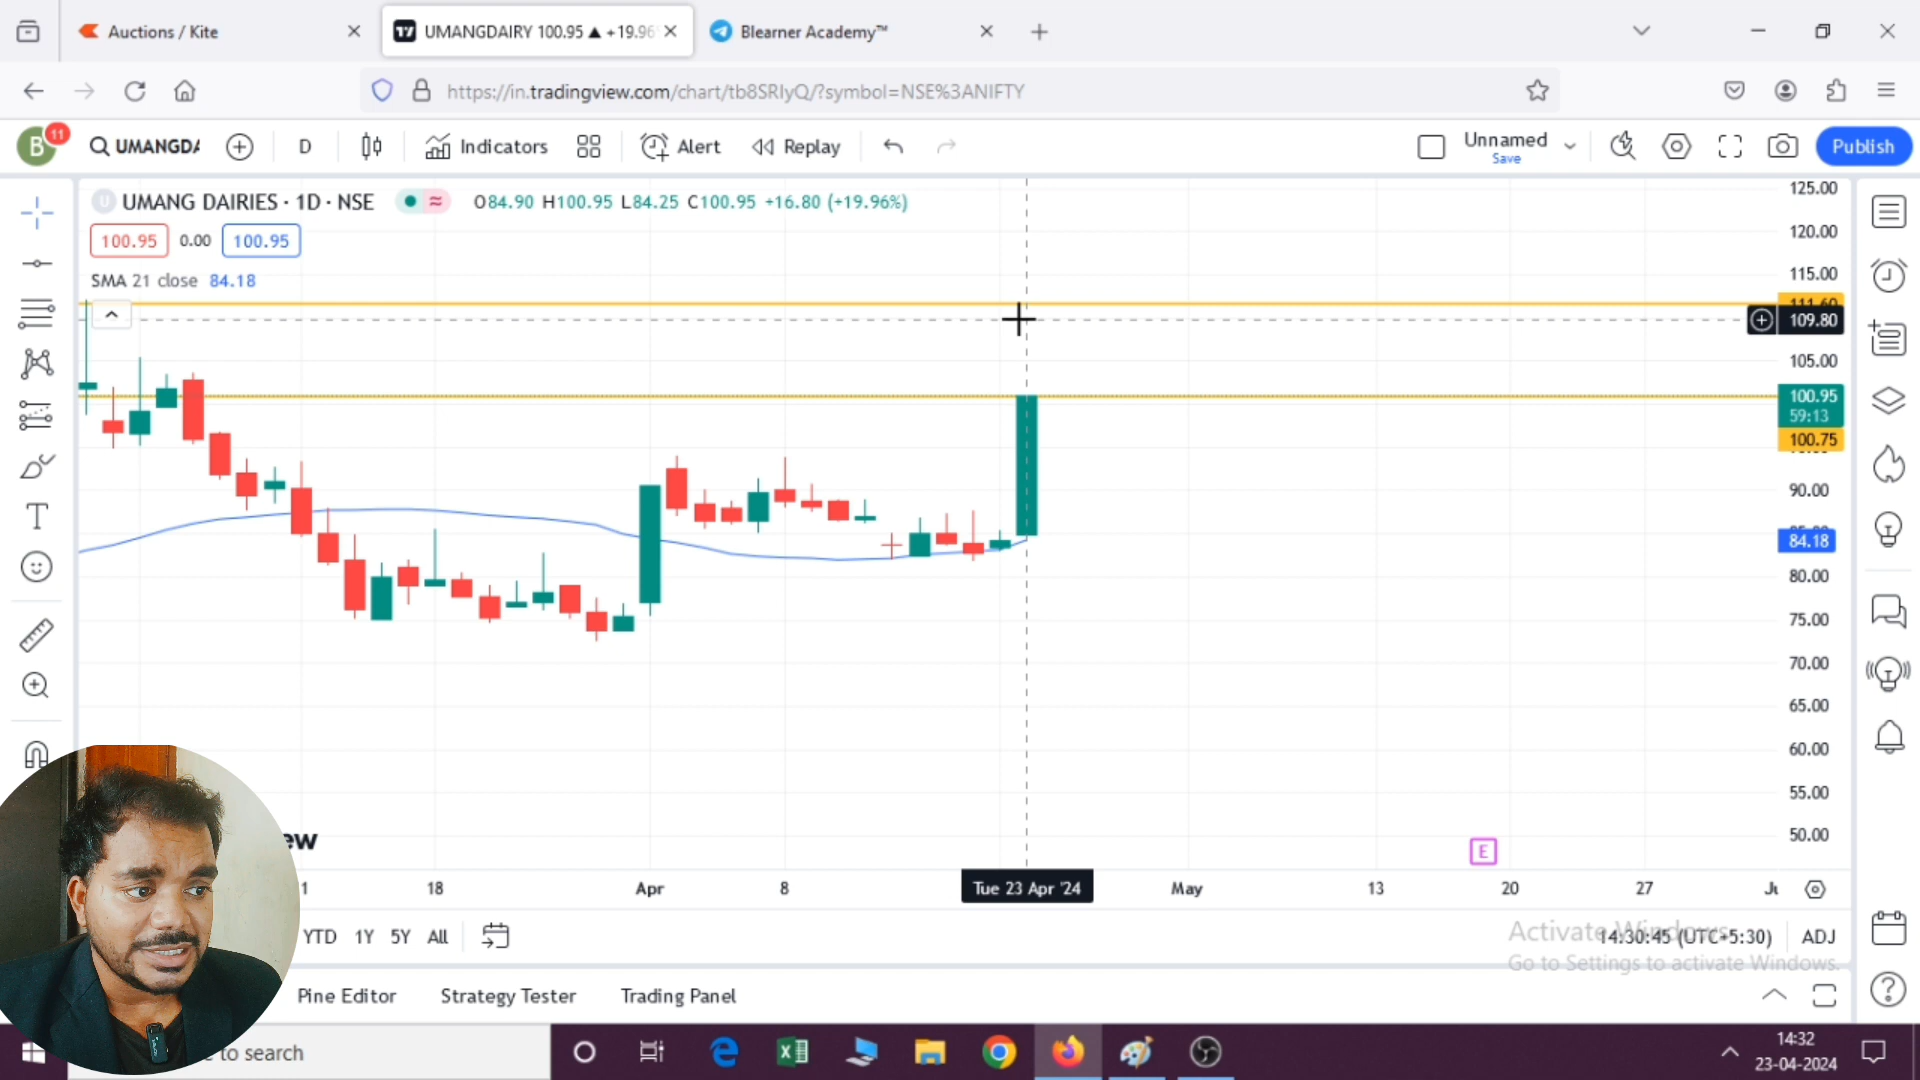 Auctions / Kite
UMANGDAIRY 100.95 ▲ +19.96
Blearner Academy™
https://in.tradingview.com/chart/tb8SRIyQ/?symbol=NSE%3ANIFTY
B
11
UMANGDA
D
Indicators
Alert
Replay
Unnamed
Save
Publish
UMANG DAIRIES · 1D · NSE
O84.90 H100.95 L84.25 C100.95 +16.80 (+19.96%)
100.95
0.00
100.95
SMA 21 close 84.18
125.00
120.00
115.00
111.60
109.80
105.00
100.95
59:13
100.75
90.00
84.18
80.00
75.00
70.00
65.00
60.00
55.00
50.00
ew
E
18
Apr
8
Tue 23 Apr '24
May
13
20
27
YTD
1Y
5Y
All
14:30:45 (UTC+5:30)
ADJ
Activate Windows
Go to Settings to activate Windows.
Pine Editor
Strategy Tester
Trading Panel
to search
14:32
23-04-2024